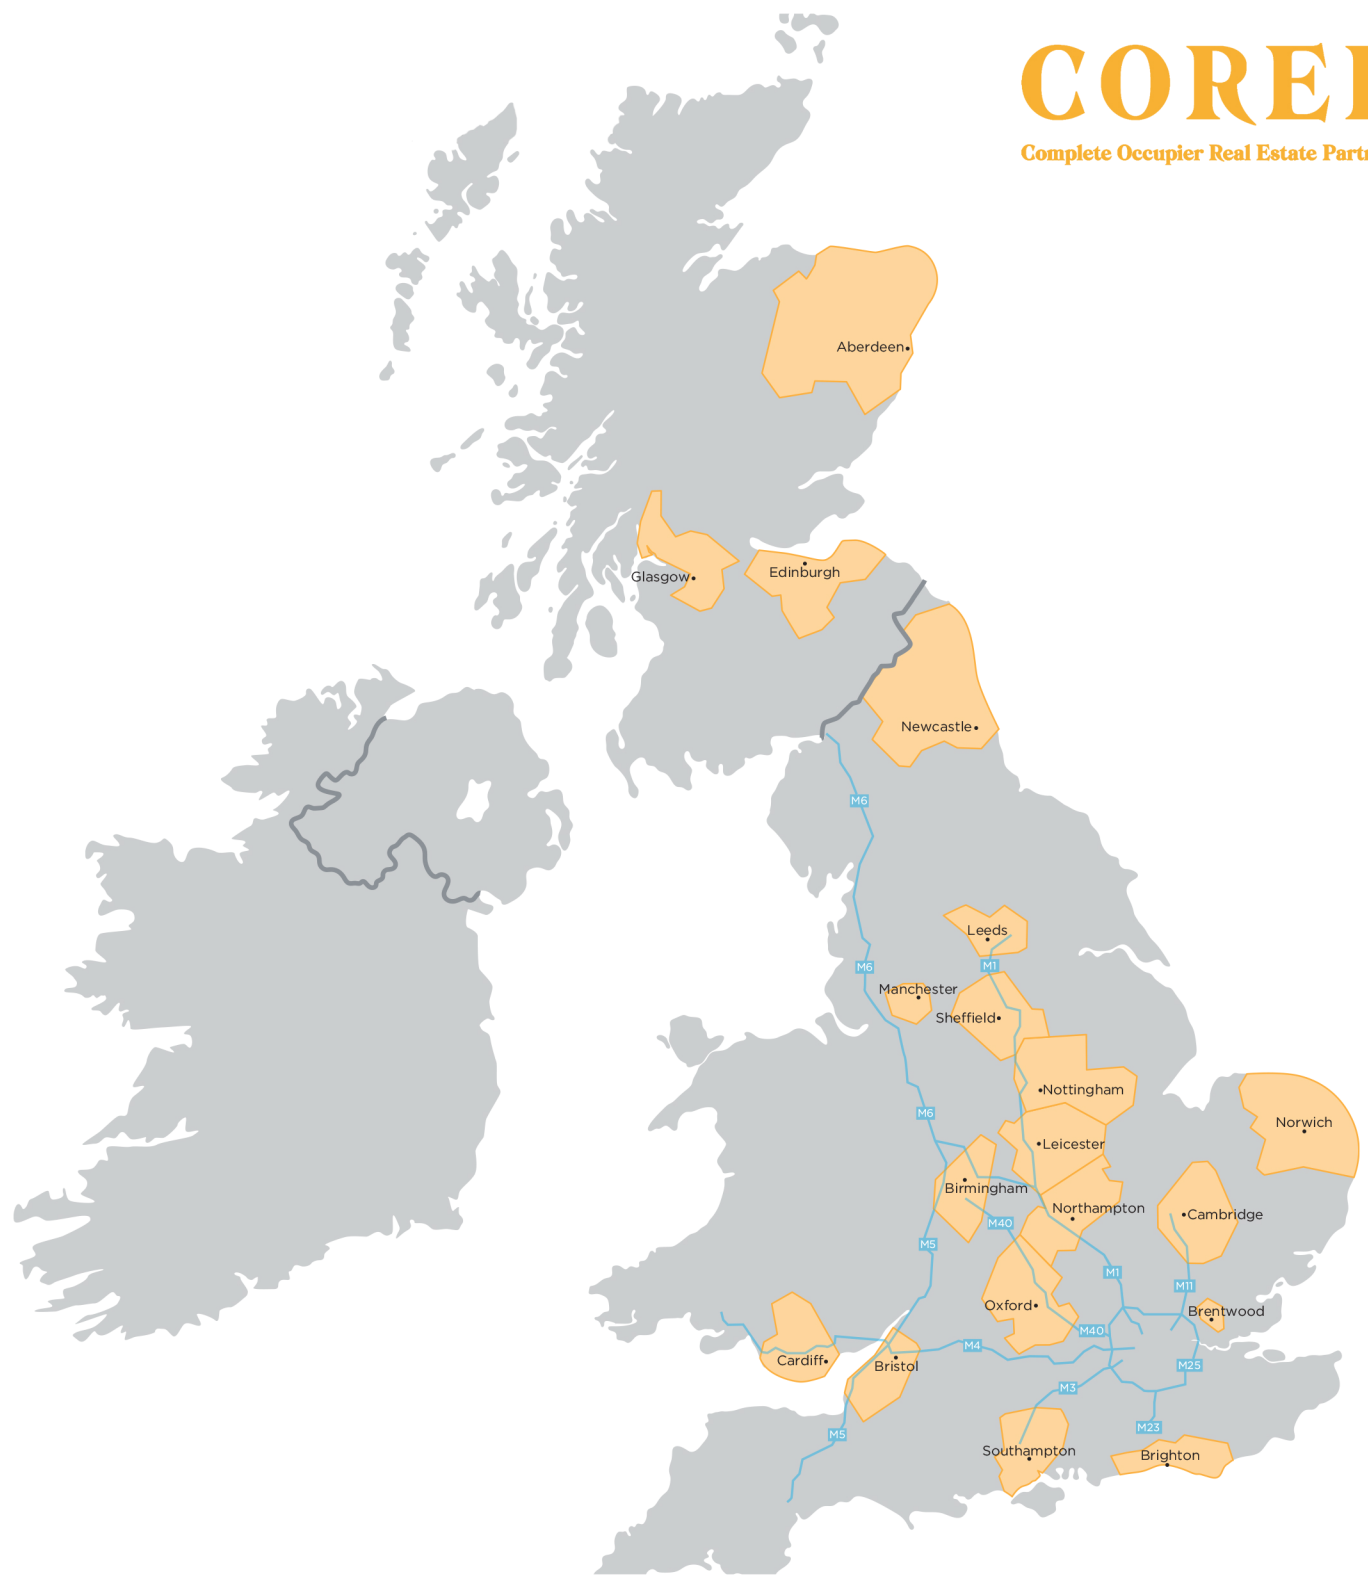 CORE
Complete Occupier Real Estate
Aberdeen
Glasgow
Edinburgh
Newcastle
M6
Leeds
M6
M1
Manchester
Sheffield
Nottingham
M6
Norwich
Leicester
Birmingham
Northampton
Cambridge
M40
M5
M1
M11
Oxford
Brentwood
M40
M4
Cardiff
Bristol
M25
M3
M23
M5
Southampton
Brighton